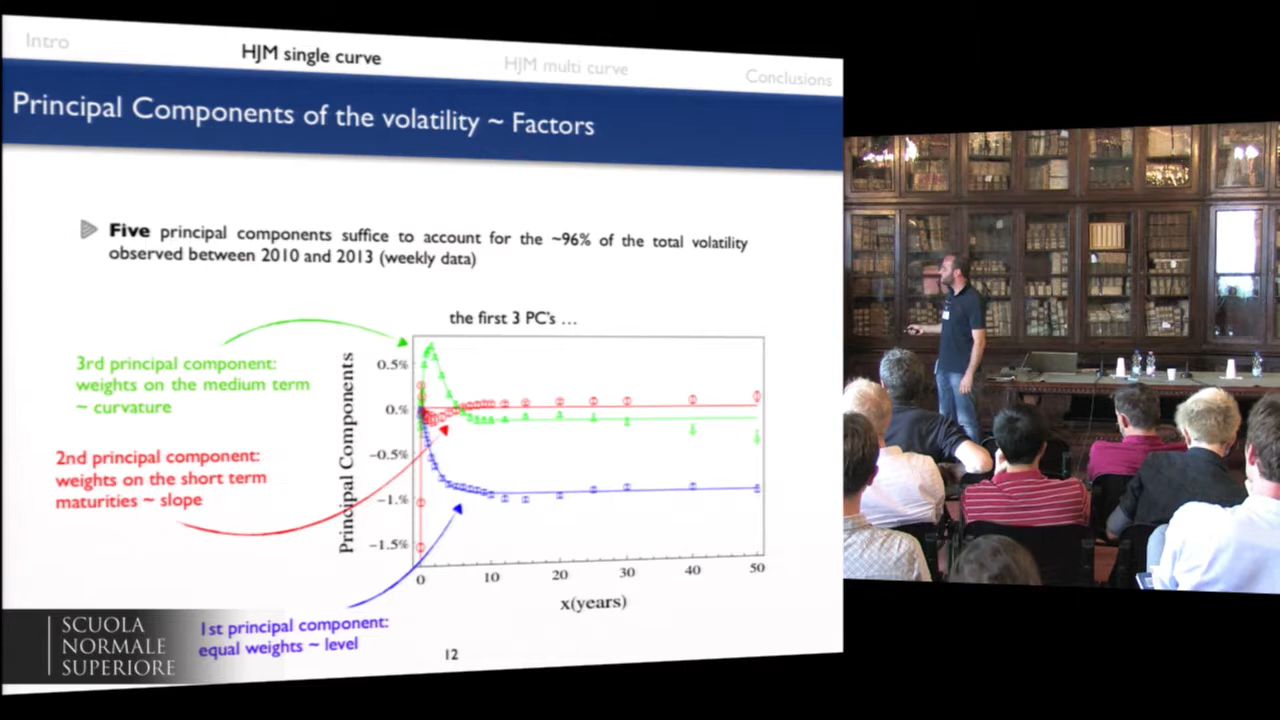 Intro
HJM single curve
HJM multi curve
Conclusions
Principal Components of the volatility ~ Factors
Five principal components suffice to account for the ~96% of the total volatility
observed between 2010 and 2013 (weekly data)
the first 3 PC's ...
3rd principal component:
weights on the medium term
~ curvature
2nd principal component:
weights on the short term
maturities ~ slope
1st principal component:
equal weights ~ level
Principal Components
0.5%
0.%
-0.5%
-1.%
-1.5%
0
10
20
30
40
50
x(years)
12
SCUOLA
NORMALE
SUPERIORE